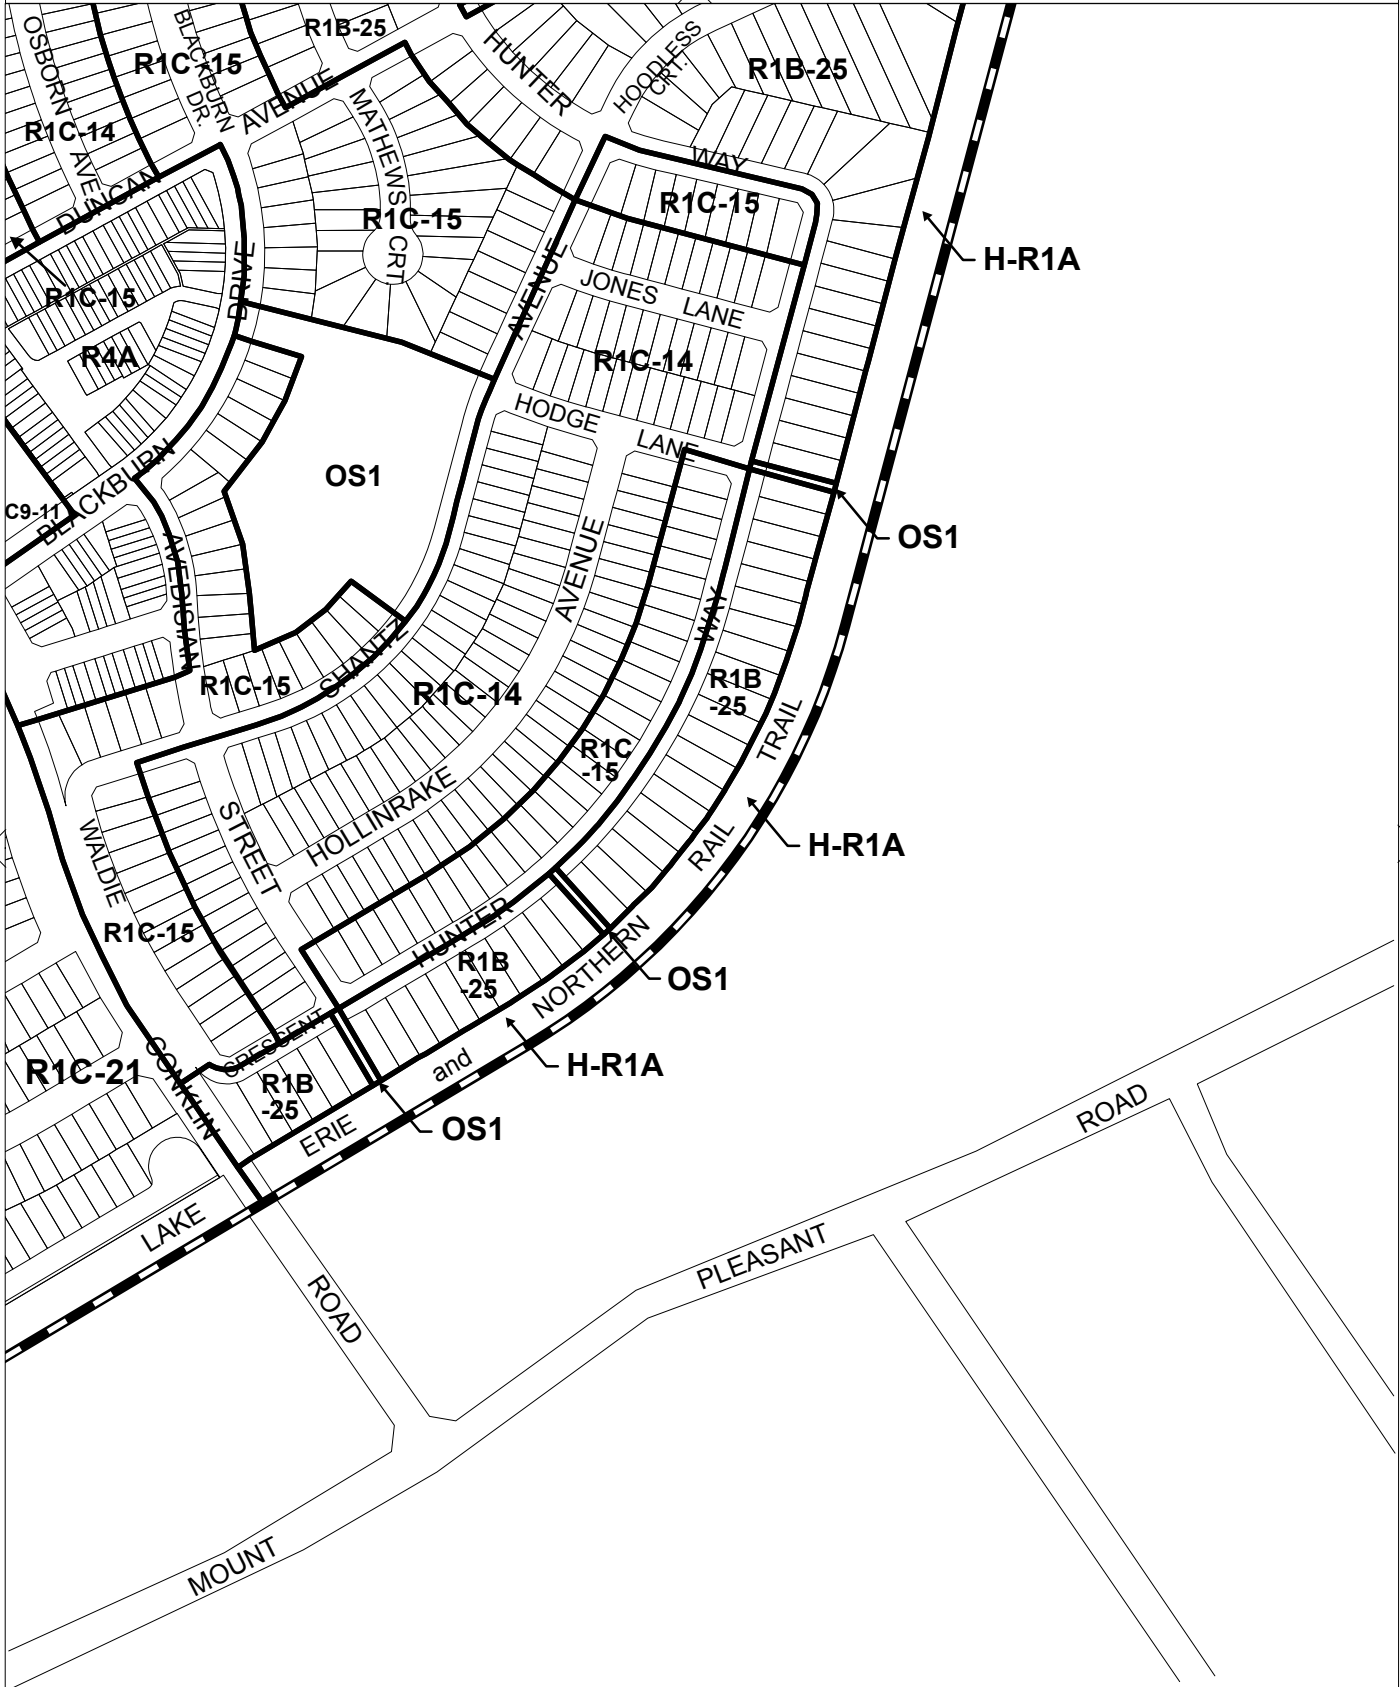 OSBORN
AVE.
BLACKBURN
DR.
R1B-25
R1C-15
R1C-14
DUNCAN
AVENUE
HUNTER
HOODLESS
CRT.
R1B-25
MATHEWS
CRT.
R1C-15
WAY
R1C-15
H-R1A
R1C-15
R4A
DRIVE
AVENUE
JONES LANE
R1C-14
HODGE LANE
OS1
C9-11
BLACKBURN
OS1
AVEDISIAN
AVENUE
WAY
R1C-15
SHANTZ
R1C-14
R1B
-25
R1C
-15
TRAIL
RAIL
H-R1A
HOLLINRAKE
STREET
WALDIE
R1C-15
HUNTER
R1B
-25
NORTHERN
OS1
CRESCENT
R1C-21
CONKLIN
R1B
-25
and
H-R1A
ERIE
OS1
LAKE
ROAD
ROAD
PLEASANT
MOUNT